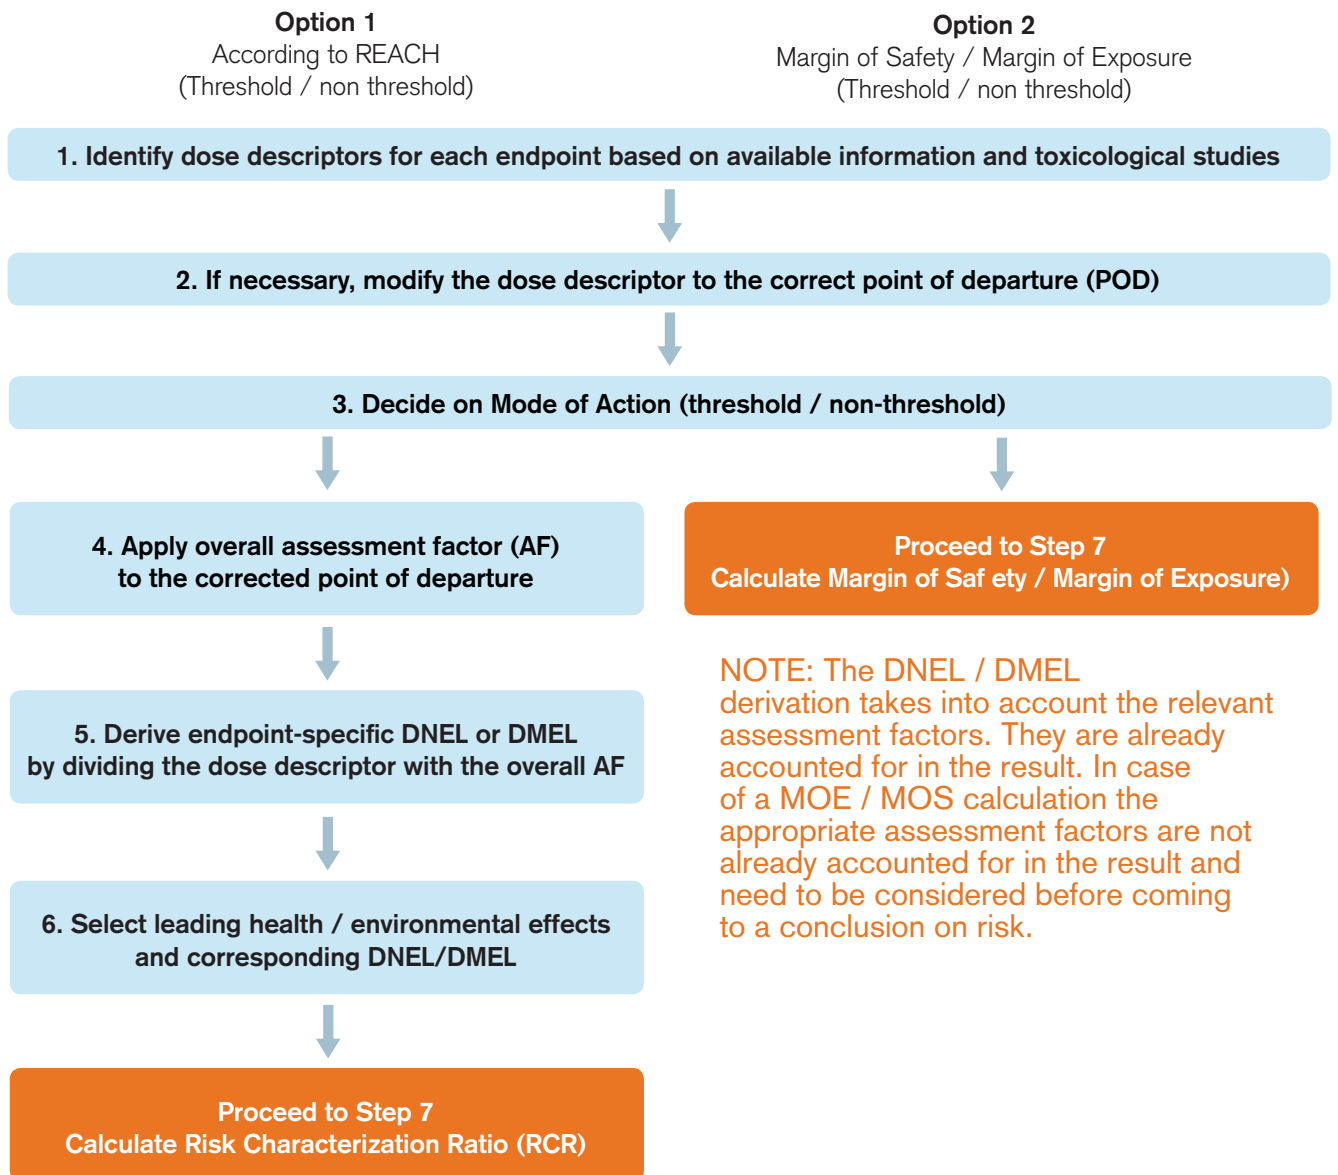 Option 1
According to REACH
(Threshold / non threshold)
Option 2
Margin of Safety / Margin of Exposure
(Threshold / non threshold)
1. Identify dose descriptors for each endpoint based on available information and toxicological studies
2. If necessary, modify the dose descriptor to the correct point of departure (POD)
3. Decide on Mode of Action (threshold / non-threshold)
4. Apply overall assessment factor (AF)
to the corrected point of departure
Proceed to Step 7
Calculate Margin of Saf ety / Margin of Exposure)
5. Derive endpoint-specific DNEL or DMEL
by dividing the dose descriptor with the overall AF
6. Select leading health / environmental effects
and corresponding DNEL/DMEL
Proceed to Step 7
Calculate Risk Characterization Ratio (RCR)
NOTE: The DNEL / DMEL
derivation takes into account the relevant
assessment factors. They are already
accounted for in the result. In case
of a MOE / MOS calculation the
appropriate assessment factors are not
already accounted for in the result and
need to be considered before coming
to a conclusion on risk.